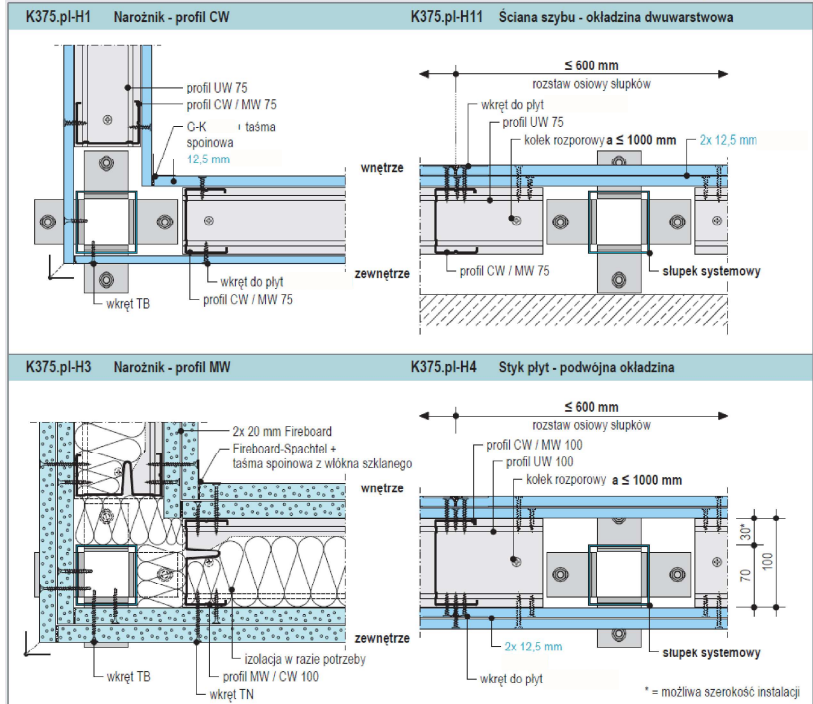 K375.pl-H1 Narożnik - profil CW
profil UW 75
profil CW / MW 75
G-K + taśma
spoinowa
12,5 mm
wnętrze
zewnętrze
wkręt do płyt
profil CW / MW 75
wkręt TB
K375.pl-H11 Ściana szybu - okładzina dwuwarstwowa
≤ 600 mm
rozstaw osiowy słupków
wkręt do płyt
profil UW 75
kołek rozporowy a ≤ 1000 mm
2x 12,5 mm
profil CW / MW 75
słupek systemowy
K375.pl-H3 Narożnik - profil MW
2x 20 mm Fireboard
Fireboard-Spachtel +
taśma spoinowa z włókna szklanego
wnętrze
zewnętrze
izolacja w razie potrzeby
profil MW / CW 100
wkręt TB
wkręt TN
K375.pl-H4 Styk płyt - podwójna okładzina
≤ 600 mm
rozstaw osiowy słupków
profil CW / MW 100
profil UW 100
kołek rozporowy a ≤ 1000 mm
30*
70
100
2x 12,5 mm
słupek systemowy
wkręt do płyt
* = możliwa szerokość instalacji